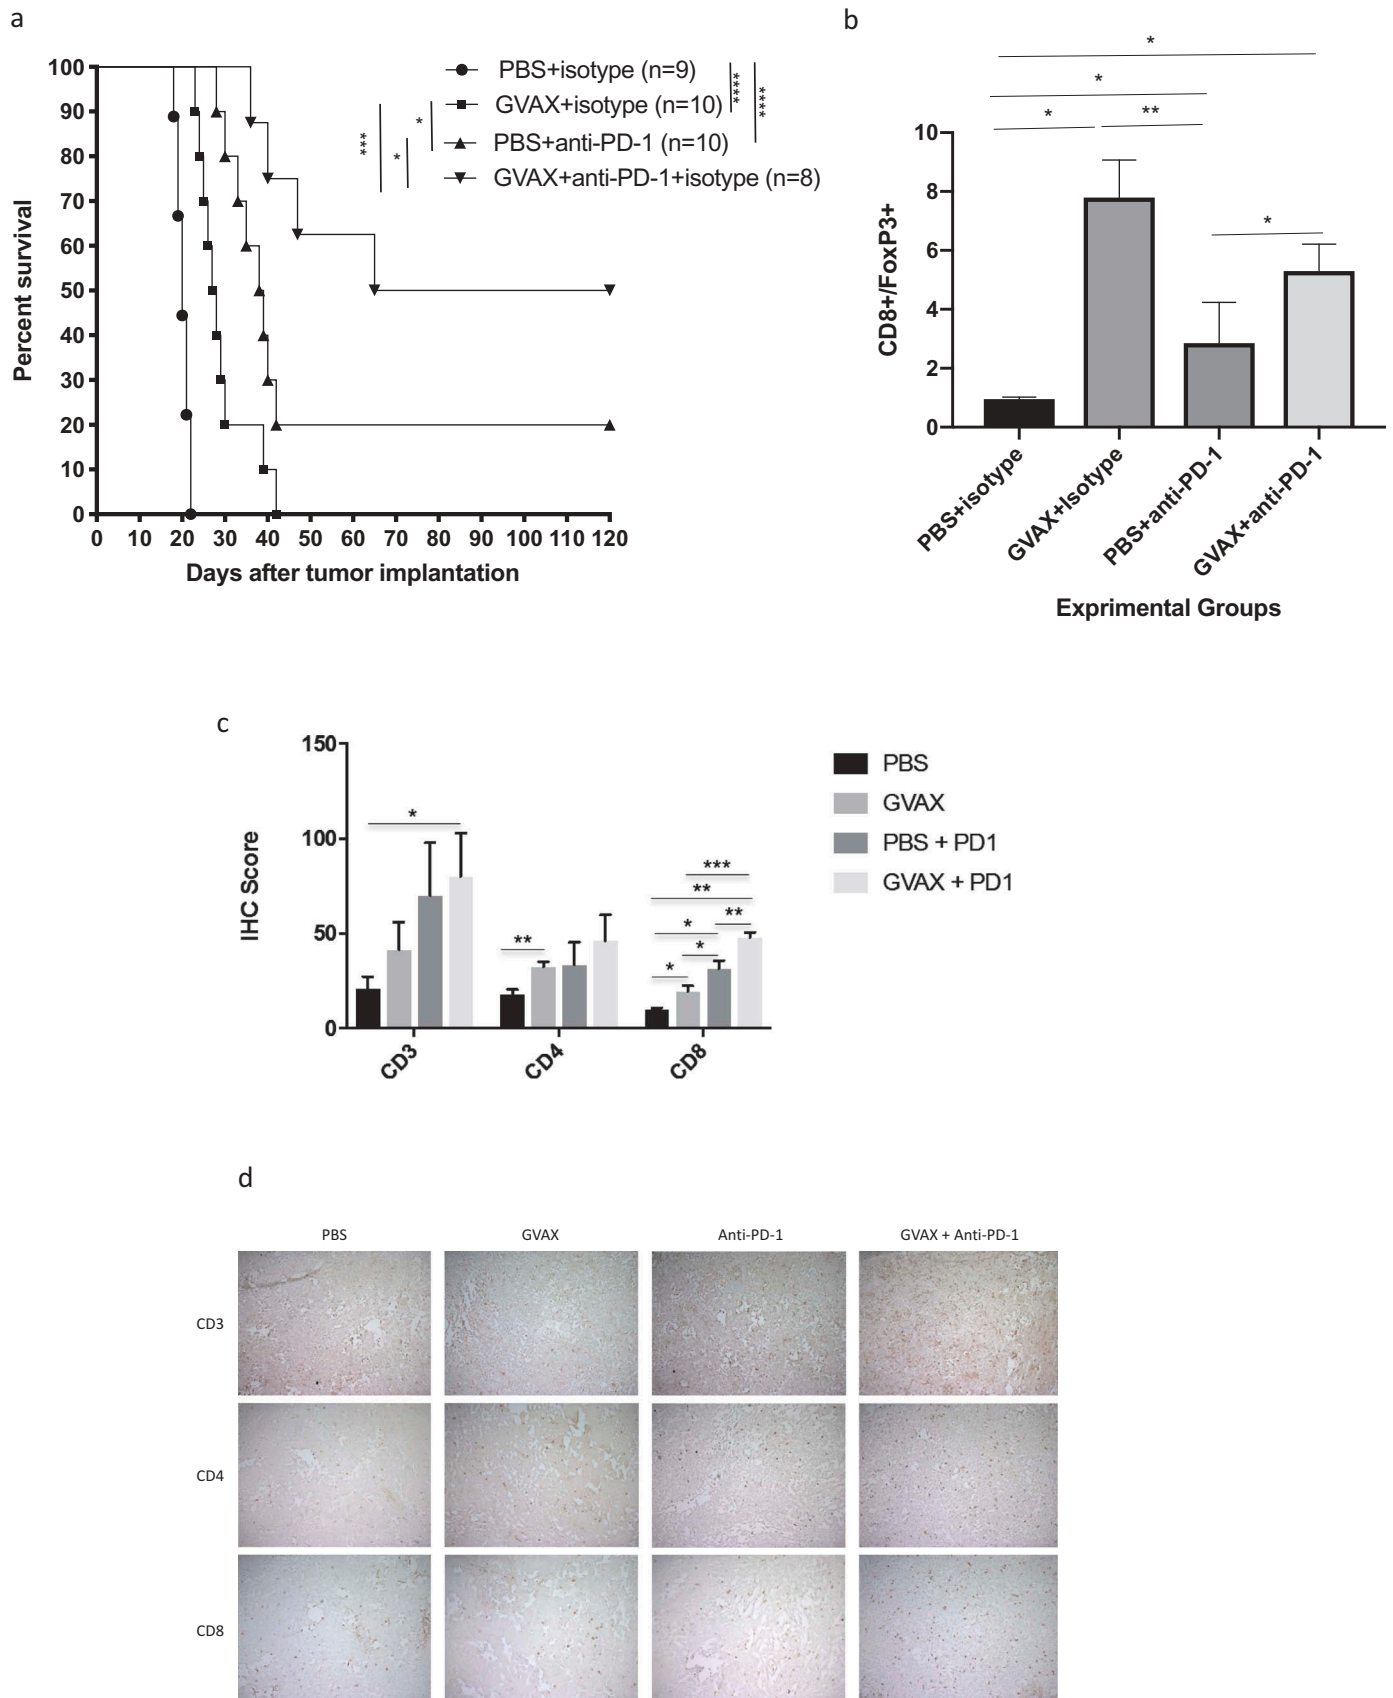 a
PBS+isotype (n=9)
GVAX+isotype (n=10)
PBS+anti-PD-1 (n=10)
GVAX+anti-PD-1+isotype (n=8)
****
****
***
*
*
Percent survival
100
90
80
70
60
50
40
30
20
10
0
0 10 20 30 40 50 60 70 80 90 100 110 120
Days after tumor implantation
b
*
*
* **
*
CD8+/FoxP3+
10
8
6
4
2
0
PBS+isotype
GVAX+Isotype
PBS+anti-PD-1
GVAX+anti-PD-1
Exprimental Groups
c
IHC Score
150
100
50
0
*
**
***
**
* **
*
*
CD3
CD4
CD8
PBS
GVAX
PBS + PD1
GVAX + PD1
d
PBS GVAX Anti-PD-1 GVAX + Anti-PD-1
CD3
CD4
CD8